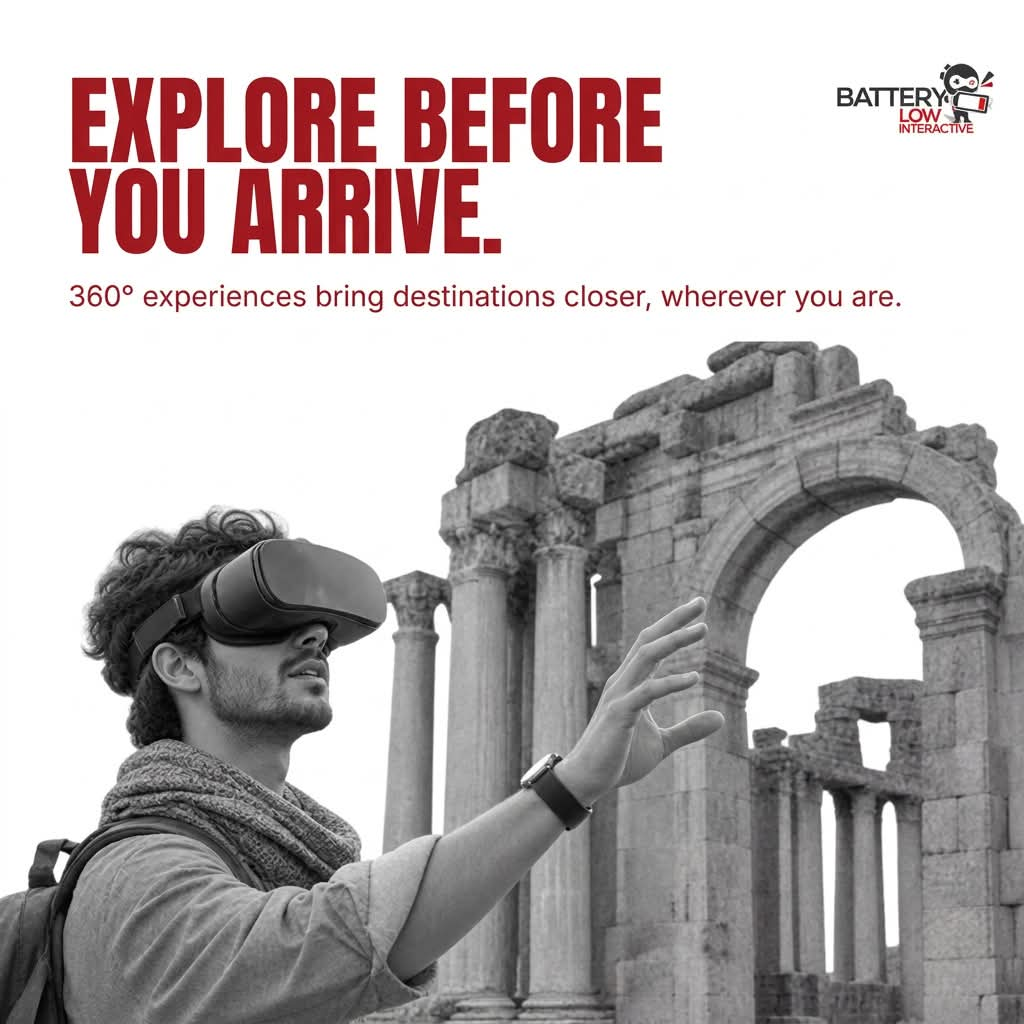 EXPLORE BEFORE
YOU ARRIVE.
360° experiences bring destinations closer, wherever you are.
BATTERY
LOW
INTERACTIVE